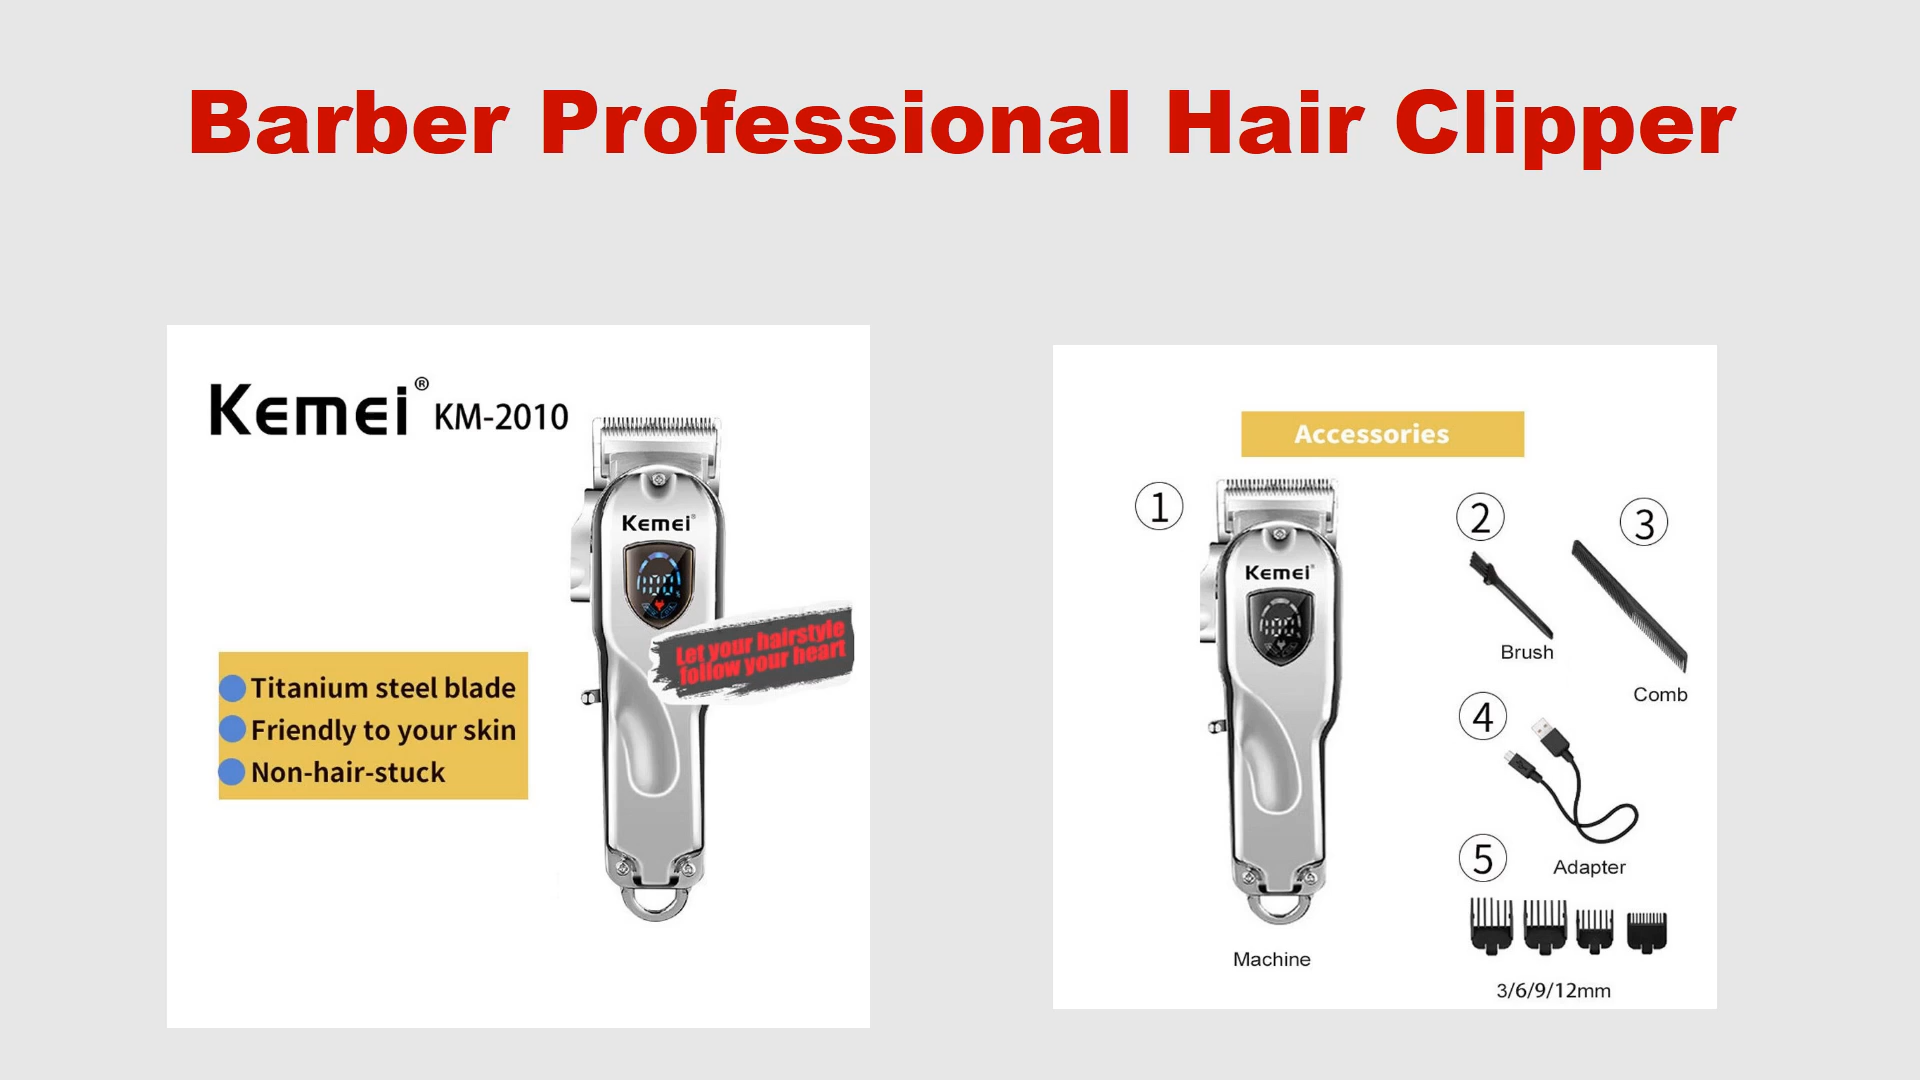 Barber Professional Hair Clipper
Kemei® KM-2010
Kemei®
100
Let your hairstyle
follow your heart
Titanium steel blade
Friendly to your skin
Non-hair-stuck
Accessories
1
2
3
Kemei®
100
Brush
Comb
4
Adapter
5
Machine
3/6/9/12mm